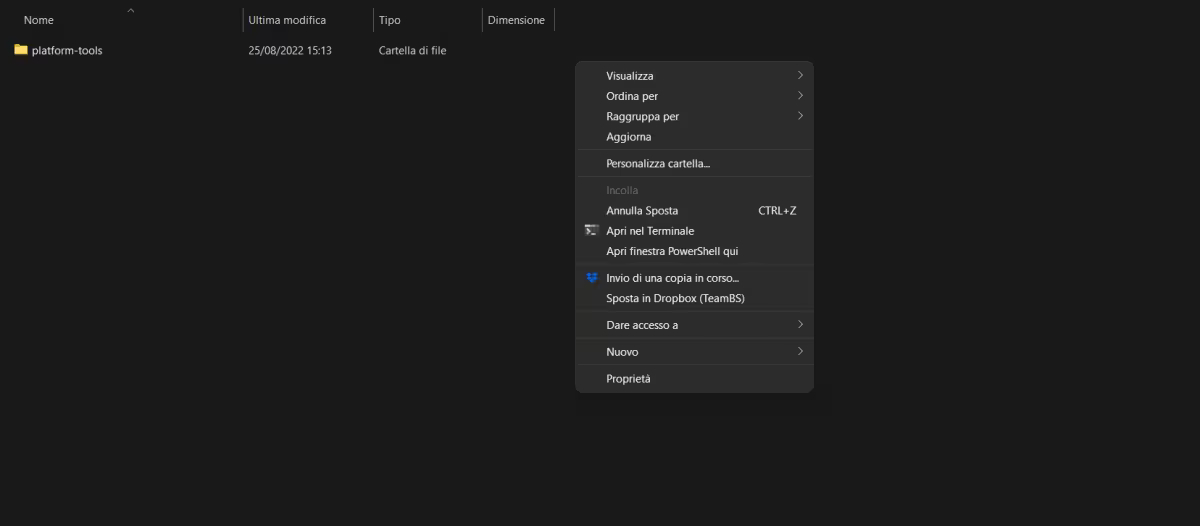 Nome Ultima modifica Tipo Dimensione
platform-tools 25/08/2022 15:13 Cartella di file
Visualizza
Ordina per
Raggruppa per
Aggiorna
Personalizza cartella...
Incolla
Annulla Sposta CTRL+Z
Apri nel Terminale
Apri finestra PowerShell qui
Invio di una copia in corso...
Sposta in Dropbox (TeamBS)
Dare accesso a
Nuovo
Proprietà